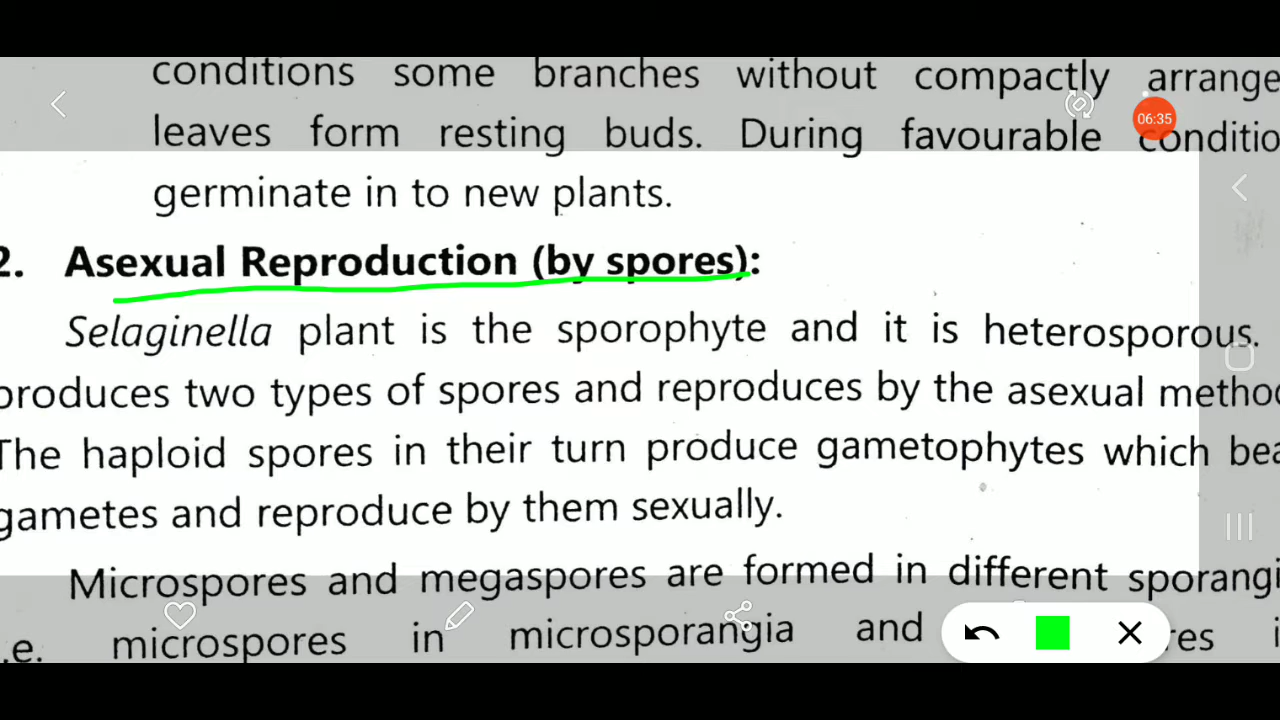 conditions some branches without compactly arrange
leaves form resting buds. During favourable conditio
06:35
germinate in to new plants.
2. Asexual Reproduction (by spores):
Selaginella plant is the sporophyte and it is heterosporous.
produces two types of spores and reproduces by the asexual method
The haploid spores in their turn produce gametophytes which bea
gametes and reproduce by them sexually.
Microspores and megaspores are formed in different sporangi
i.e. microspores in microsporangia and